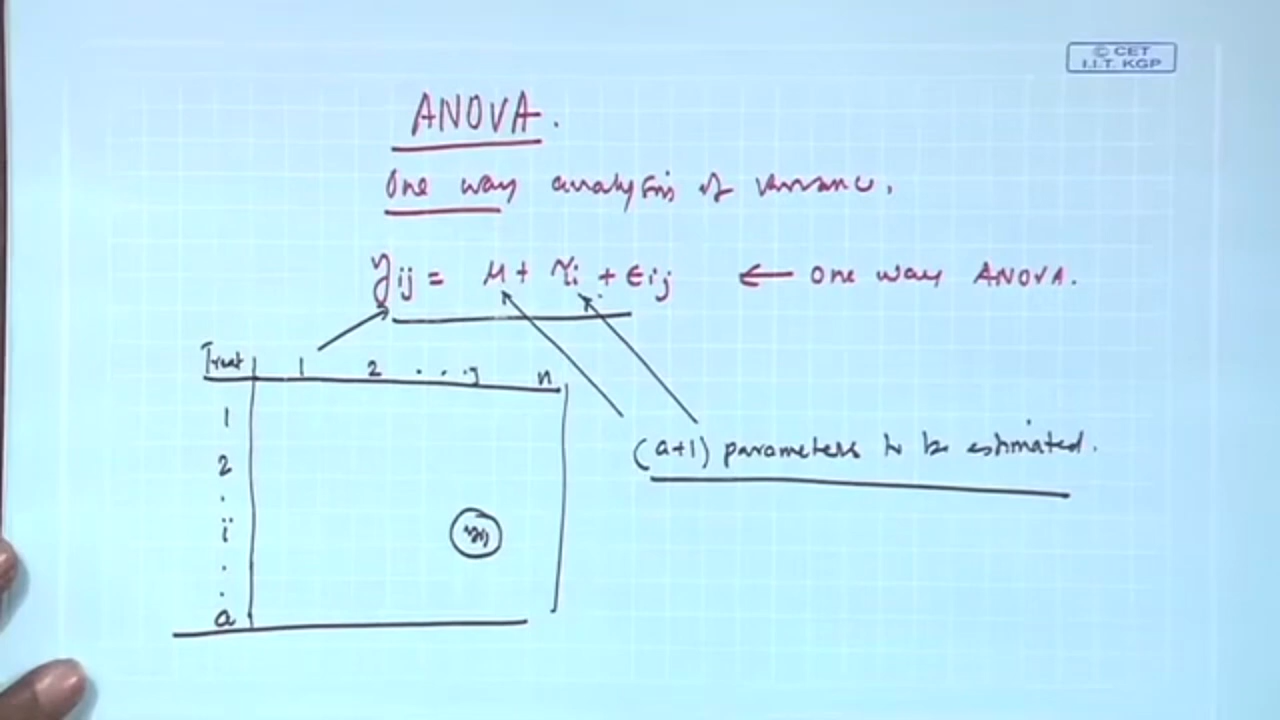 © CET
I.I.T. KGP
ANOVA.
One way analysis of variance.
yij = μ + τi + εij ← One way ANOVA.
Treat 1 2 . . . j n
1
2
.
i
.
.
a
yij
(a+1) parameters to be estimated.